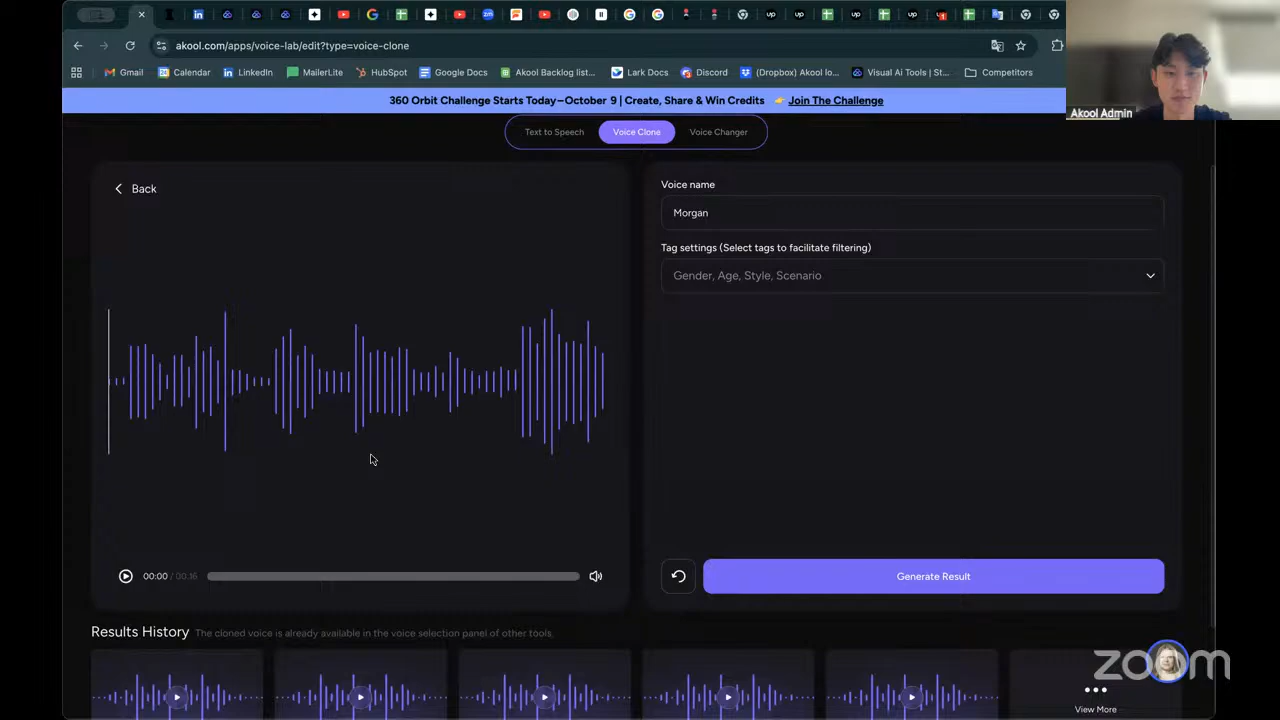 akool.com/apps/voice-lab/edit?type=voice-clone
Gmail
Calendar
LinkedIn
MailerLite
HubSpot
Google Docs
Akool Backlog list...
Lark Docs
Discord
(Dropbox) Akool lo...
Visual Ai Tools | St...
Competitors
Akool Admin
360 Orbit Challenge Starts Today–October 9 | Create, Share & Win Credits 👉 Join The Challenge
Text to Speech
Voice Clone
Voice Changer
Back
Voice name
Morgan
Tag settings (Select tags to facilitate filtering)
Gender, Age, Style, Scenario
00:00 / 00:16
Generate Result
Results History
The cloned voice is already available in the voice selection panel of other tools.
zoom
View More